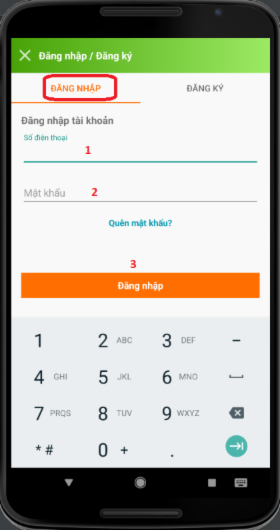 Đăng nhập / Đăng ký
ĐĂNG NHẬP ĐĂNG KÝ
Đăng nhập tài khoản
Số điện thoại
1
Mật khẩu 2
Quên mật khẩu?
3
Đăng nhập
1 2 ABC 3 DEF -
4 GHI 5 JKL 6 MNO
7 PRQS 8 TUV 9 WXYZ
* # 0 + .